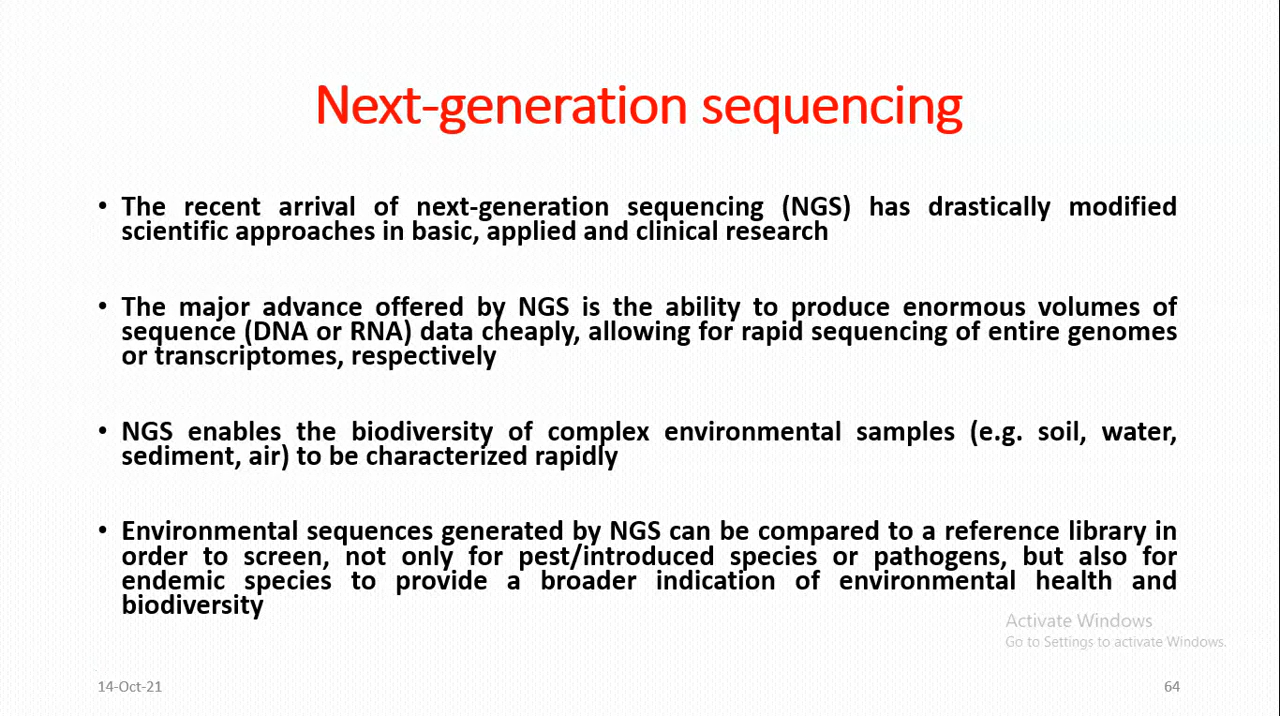 Next-generation sequencing
• The recent arrival of next-generation sequencing (NGS) has drastically modified
scientific approaches in basic, applied and clinical research
• The major advance offered by NGS is the ability to produce enormous volumes of
sequence (DNA or RNA) data cheaply, allowing for rapid sequencing of entire genomes
or transcriptomes, respectively
• NGS enables the biodiversity of complex environmental samples (e.g. soil, water,
sediment, air) to be characterized rapidly
• Environmental sequences generated by NGS can be compared to a reference library in
order to screen, not only for pest/introduced species or pathogens, but also for
endemic species to provide a broader indication of environmental health and
biodiversity
Activate Windows
Go to Settings to activate Windows.
14-Oct-21
64